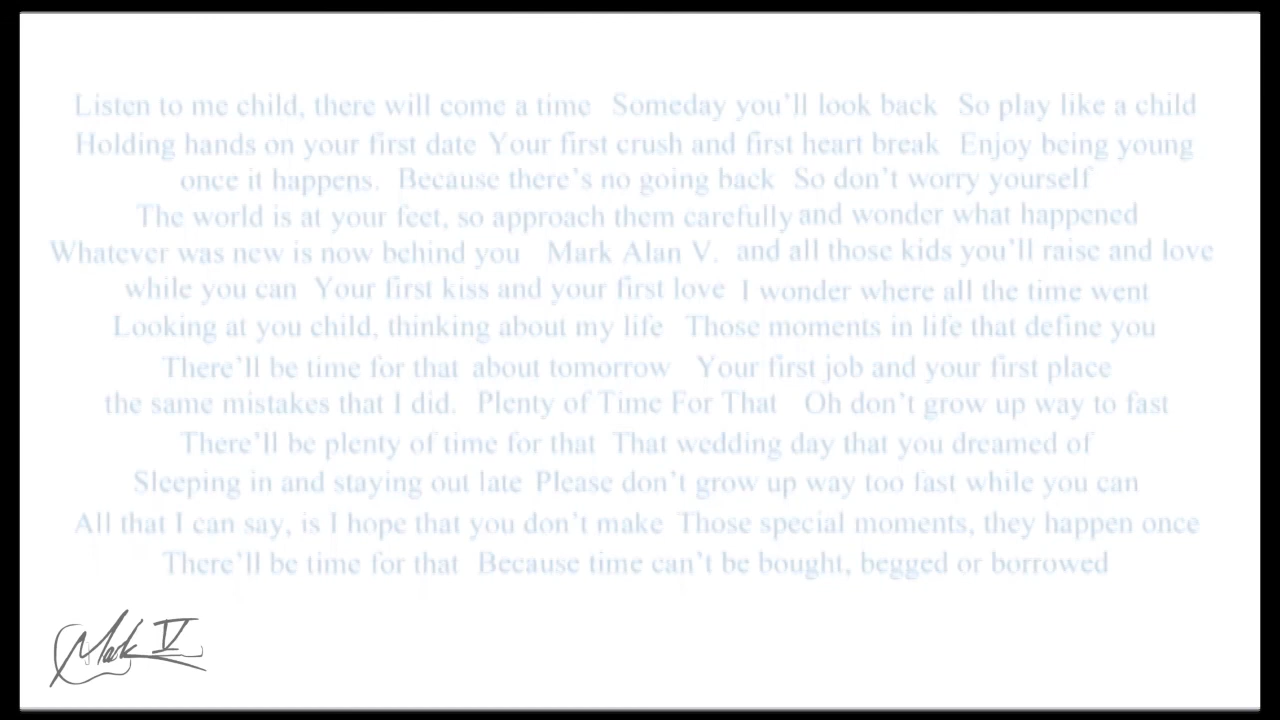 Listen to me child, there will come a time Someday you'll look back So play like a child
Holding hands on your first date Your first crush and first heart break Enjoy being young
once it happens. Because there's no going back So don't worry yourself
The world is at your feet, so approach them carefully and wonder what happened
Whatever was new is now behind you Mark Alan V. and all those kids you'll raise and love
while you can Your first kiss and your first love I wonder where all the time went
Looking at you child, thinking about my life Those moments in life that define you
There'll be time for that about tomorrow Your first job and your first place
the same mistakes that I did. Plenty of Time For That Oh don't grow up way to fast
There'll be plenty of time for that That wedding day that you dreamed of
Sleeping in and staying out late Please don't grow up way too fast while you can
All that I can say, is I hope that you don't make Those special moments, they happen once
There'll be time for that Because time can't be bought, begged or borrowed
Mark V